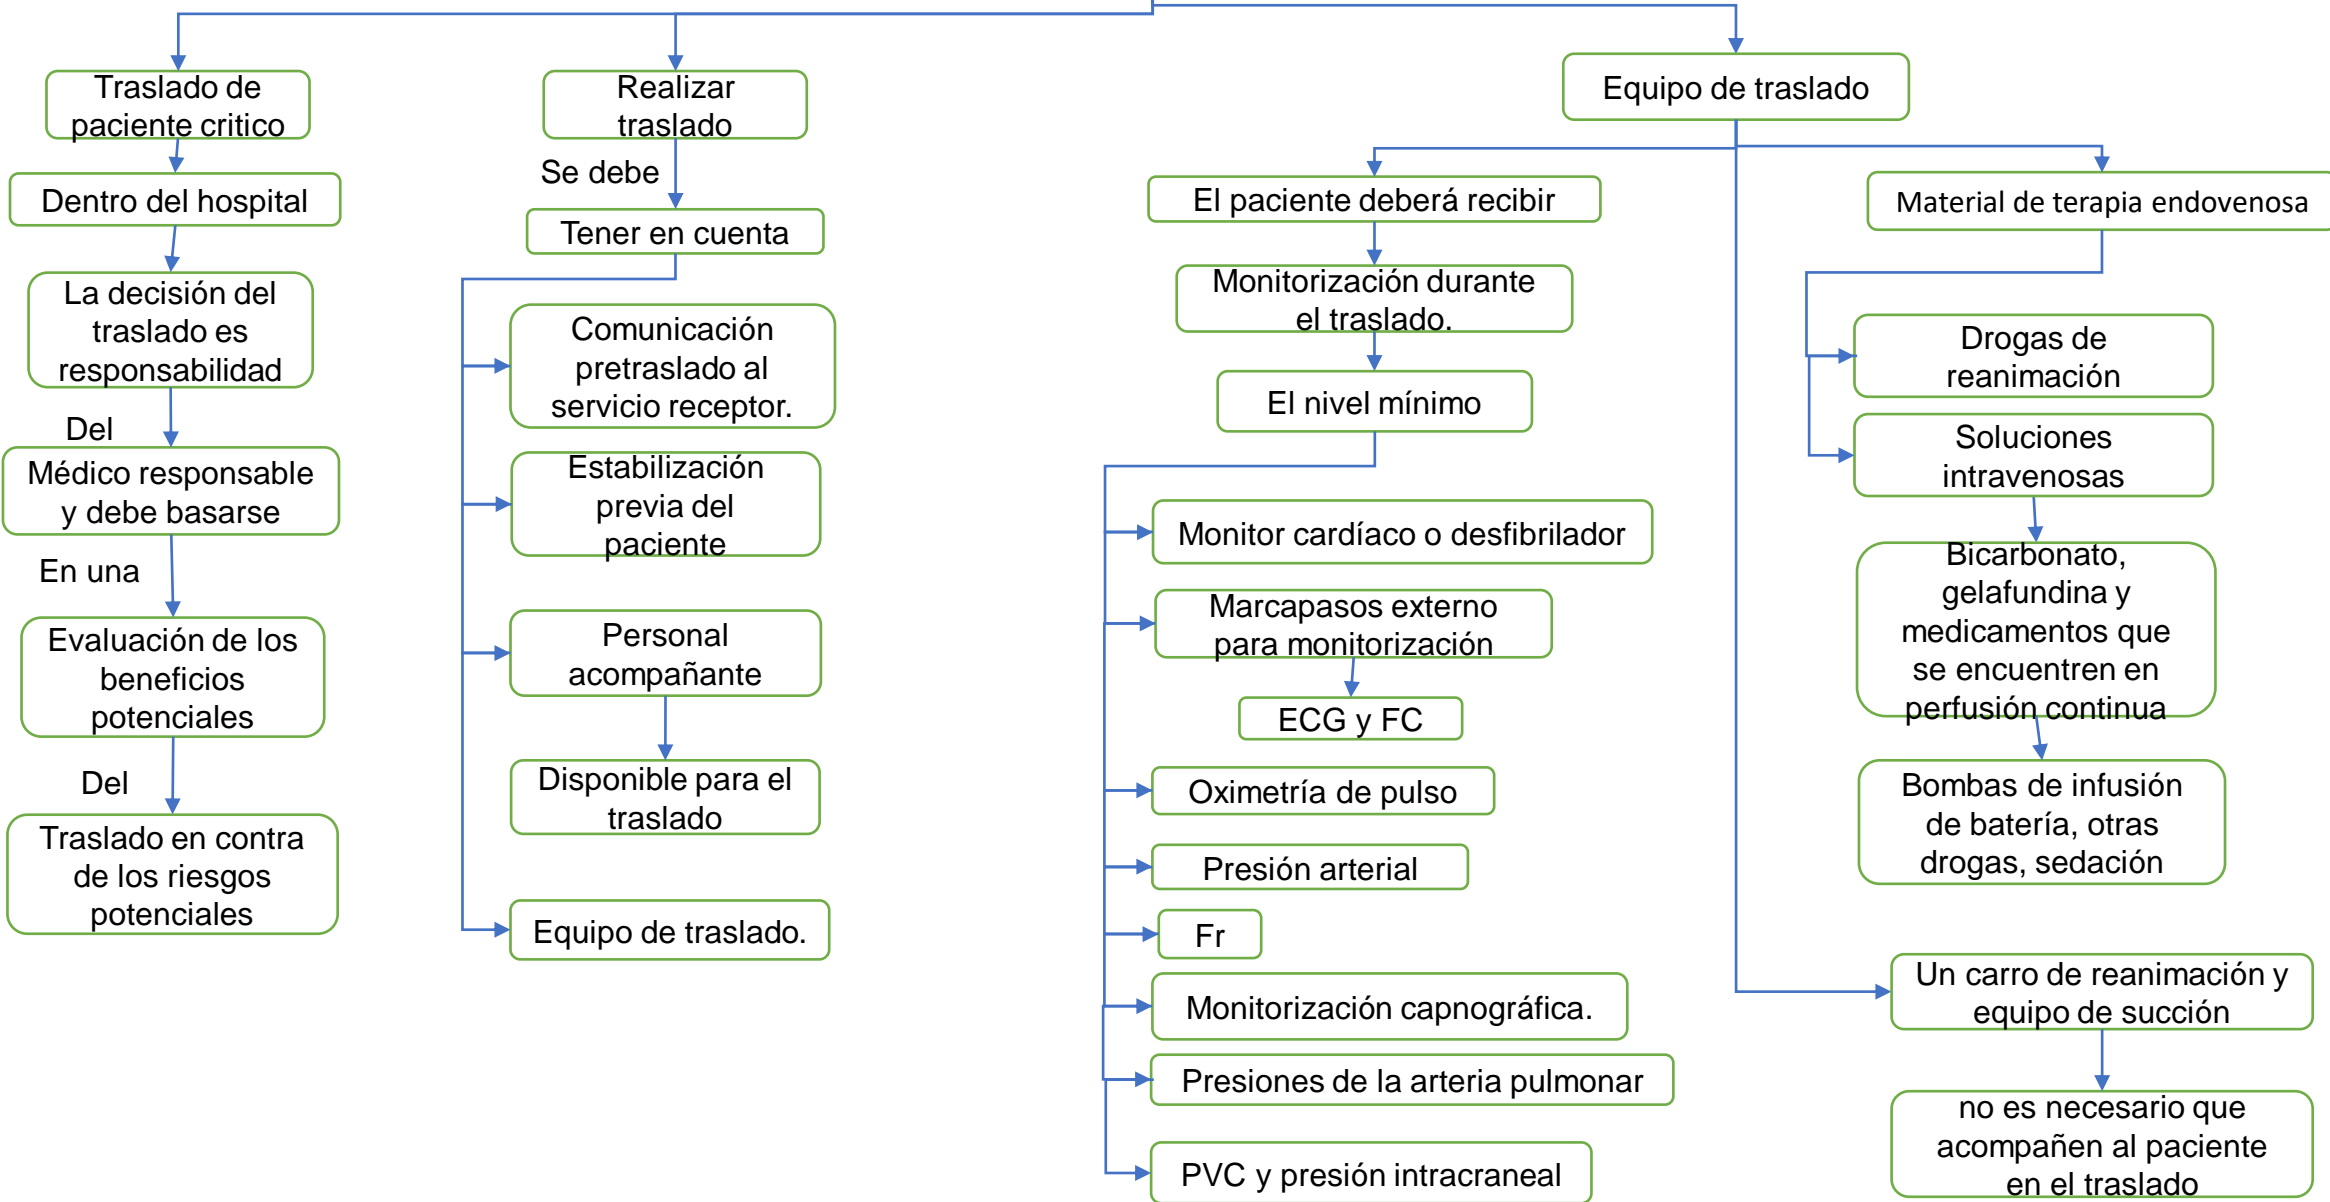 Traslado de
paciente critico
Dentro del hospital
La decisión del
traslado es
responsabilidad
Del
Médico responsable
y debe basarse
En una
Evaluación de los
beneficios
potenciales
Del
Traslado en contra
de los riesgos
potenciales
Realizar
traslado
Se debe
Tener en cuenta
Comunicación
pretraslado al
servicio receptor.
Estabilización
previa del
paciente
Personal
acompañante
Disponible para el
traslado
Equipo de traslado.
Equipo de traslado
El paciente deberá recibir
Monitorización durante
el traslado.
El nivel mínimo
Monitor cardíaco o desfibrilador
Marcapasos externo
para monitorización
ECG y FC
Oximetría de pulso
Presión arterial
Fr
Monitorización capnográfica.
Presiones de la arteria pulmonar
PVC y presión intracraneal
Material de terapia endovenosa
Drogas de
reanimación
Soluciones
intravenosas
Bicarbonato,
gelafundina y
medicamentos que
se encuentren en
perfusión continua
Bombas de infusión
de batería, otras
drogas, sedación
Un carro de reanimación y
equipo de succión
no es necesario que
acompañen al paciente
en el traslado